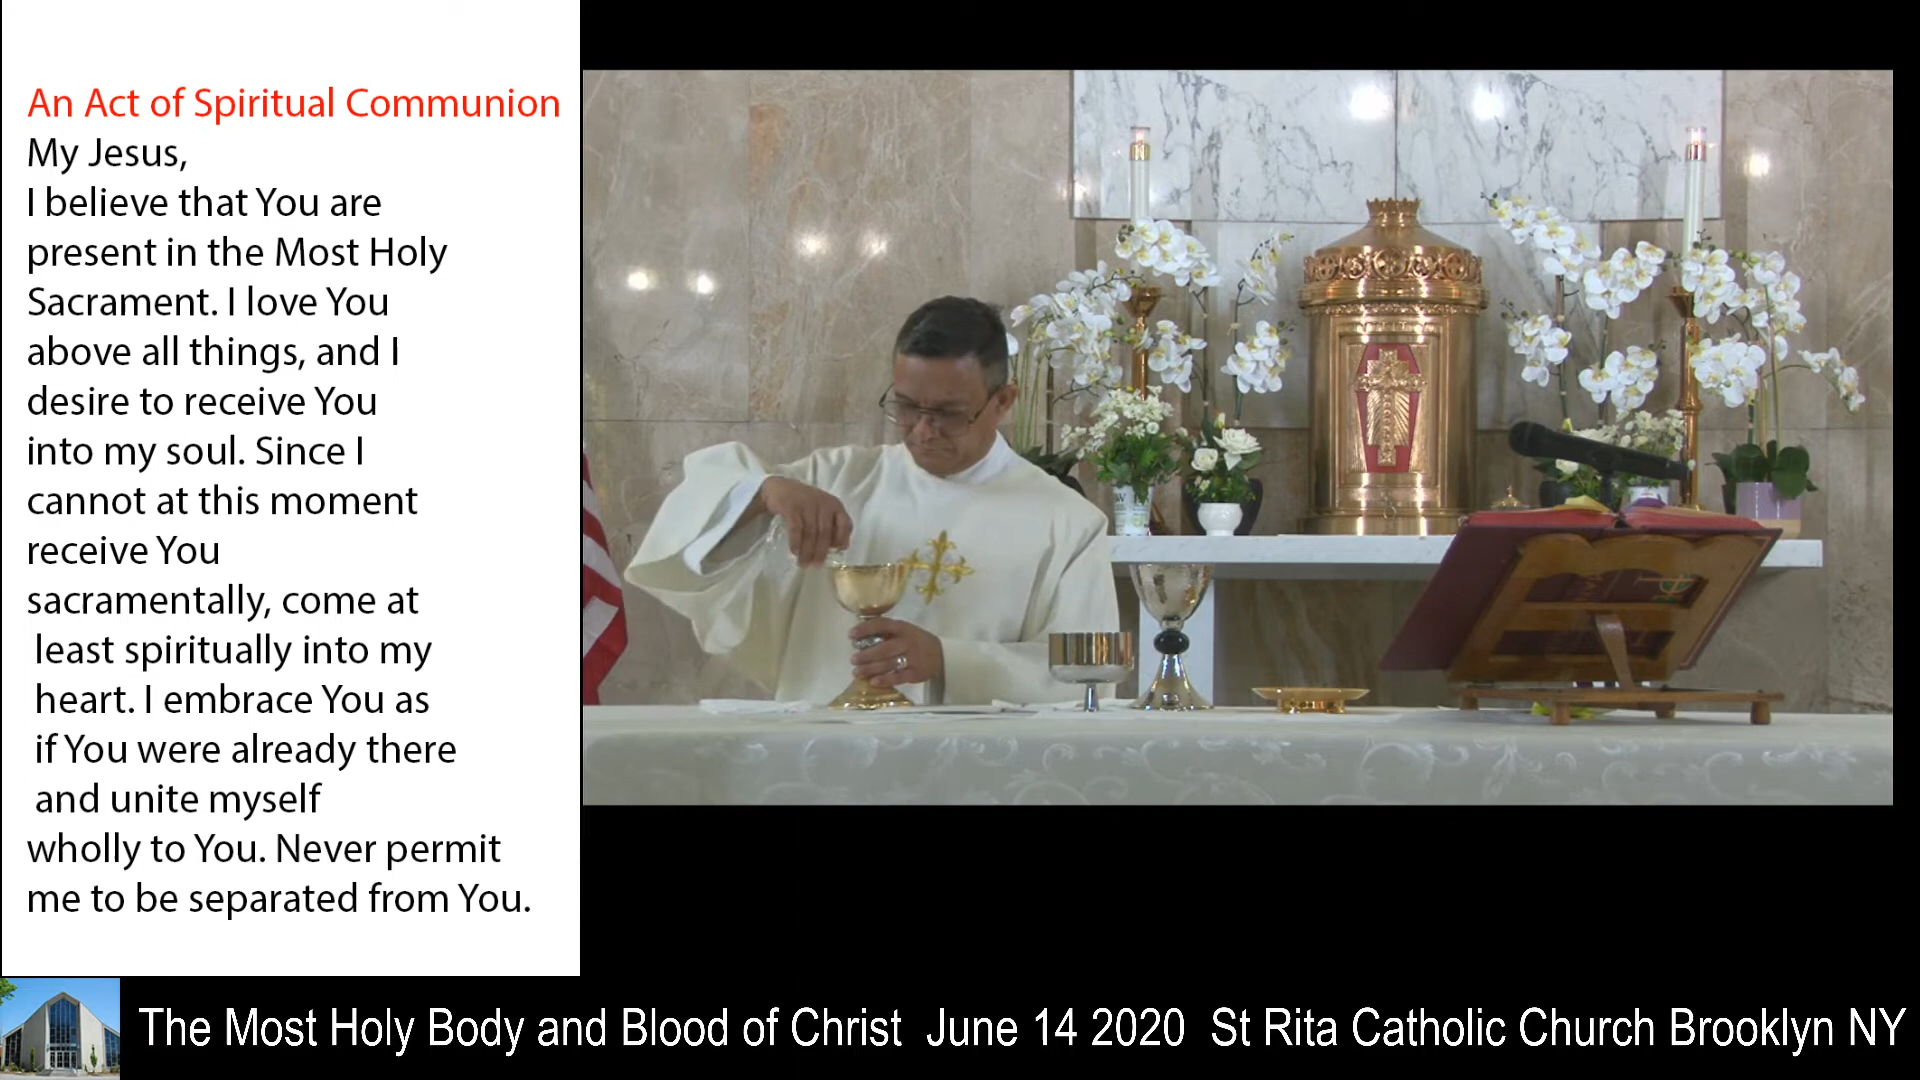 An Act of Spiritual Communion
My Jesus,
I believe that You are
present in the Most Holy
Sacrament. I love You
above all things, and I
desire to receive You
into my soul. Since I
cannot at this moment
receive You
sacramentally, come at
least spiritually into my
heart. I embrace You as
if You were already there
and unite myself
wholly to You. Never permit
me to be separated from You.
The Most Holy Body and Blood of Christ June 14 2020 St Rita Catholic Church Brooklyn NY